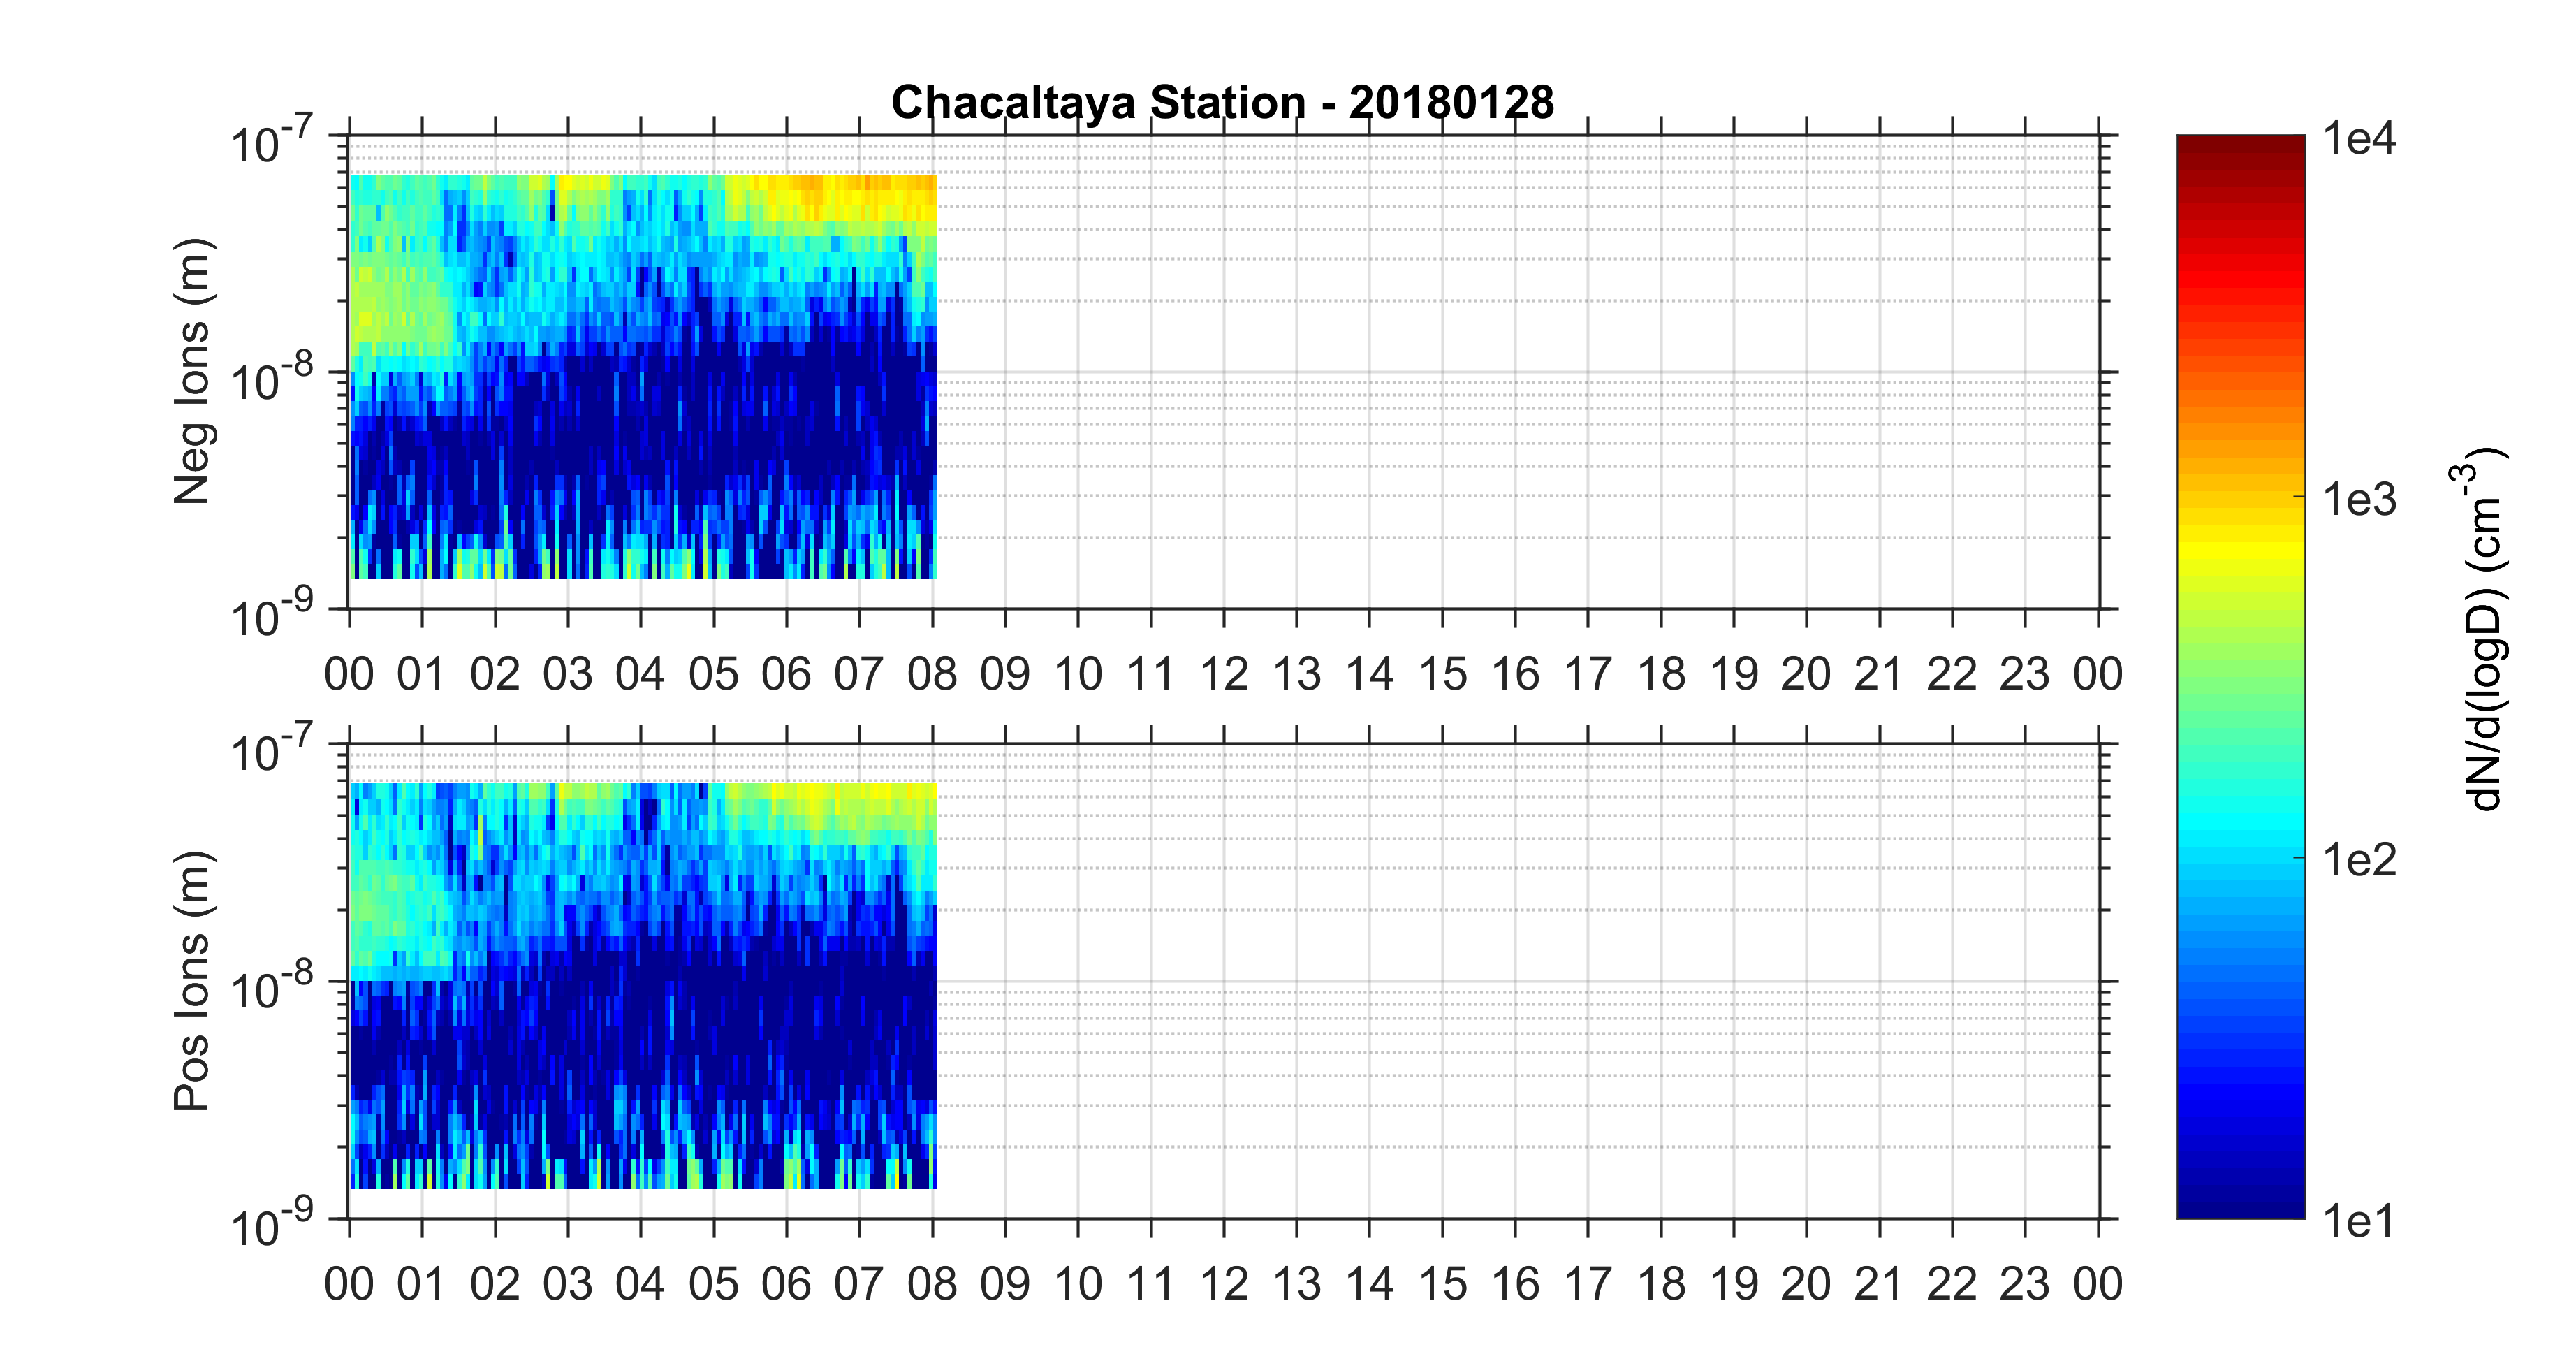 Chacaltaya Station - 20180128
Neg Ions (m)
10-7
10-8
10-9
00 01 02 03 04 05 06 07 08 09 10 11 12 13 14 15 16 17 18 19 20 21 22 23 00
Pos Ions (m)
10-7
10-8
10-9
00 01 02 03 04 05 06 07 08 09 10 11 12 13 14 15 16 17 18 19 20 21 22 23 00
1e4
1e3
1e2
1e1
dN/d(logD) (cm-3)